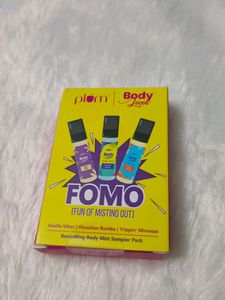 plum | Body Lovin'
Body
FOMO
(FUN OF MISTING OUT)
Vanilla Vibes | Hawaiian Rumba | Trippin' Mimosas
Bestselling Body Mist Sampler Pack